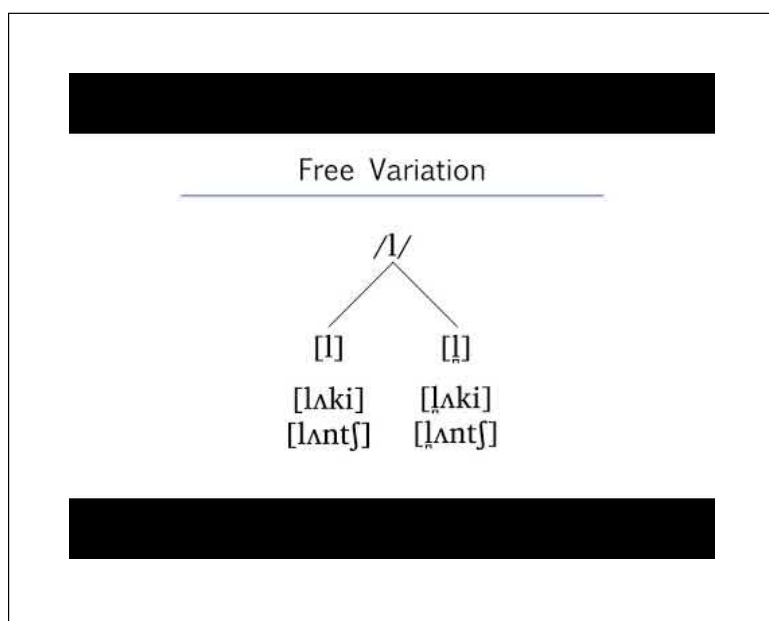 Free Variation
/l/
[l] [l̪]
[lʌki] [l̪ʌki]
[lʌntʃ] [l̪ʌntʃ]